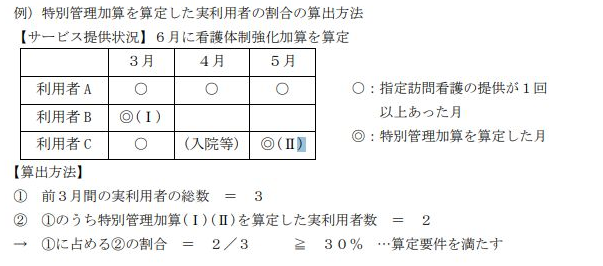 例）特別管理加算を算定した実利用者の割合の算出方法
【サービス提供状況】６月に看護体制強化加算を算定
３月 ４月 ５月
利用者Ａ ○ ○ ○
利用者Ｂ ◎(Ⅰ)
利用者Ｃ ○ (入院等) ◎(Ⅱ)
○：指定訪問看護の提供が１回
以上あった月
◎：特別管理加算を算定した月
【算出方法】
① 前３月間の実利用者の総数 ＝ ３
② ①のうち特別管理加算(Ⅰ)(Ⅱ)を算定した実利用者数 ＝ ２
→ ①に占める②の割合 ＝ ２／３ ≧ ３０％ …算定要件を満たす